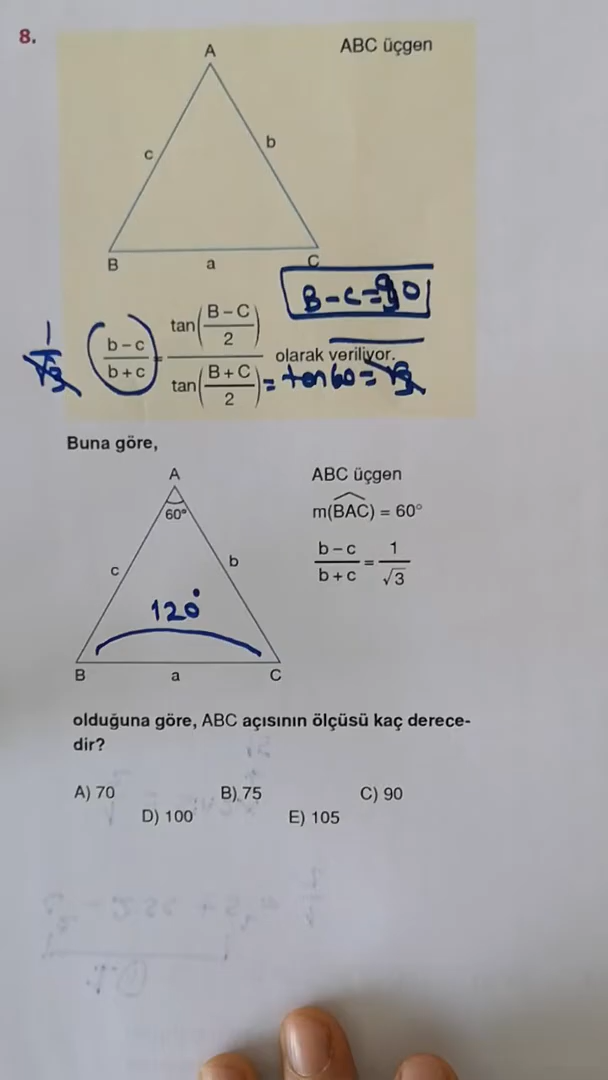 8.
ABC üçgen
A
c
b
B
a
C
B-C=90
1/√3
(b-c)/(b+c) = tan((B-C)/2) / tan((B+C)/2) olarak veriliyor.
= tan60=√3
Buna göre,
A
60°
c
b
120°
B
a
C
ABC üçgen
m(BAC) = 60°
(b-c)/(b+c) = 1/√3
olduğuna göre, ABC açısının ölçüsü kaç derece-
dir?
A) 70
B) 75
C) 90
D) 100
E) 105